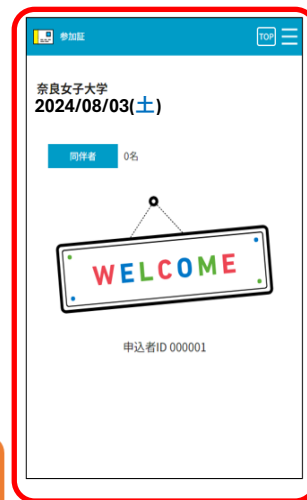 参加証
TOP
奈良女子大学
2024/08/03(土)
同伴者 0名
WELCOME
申込者ID 000001